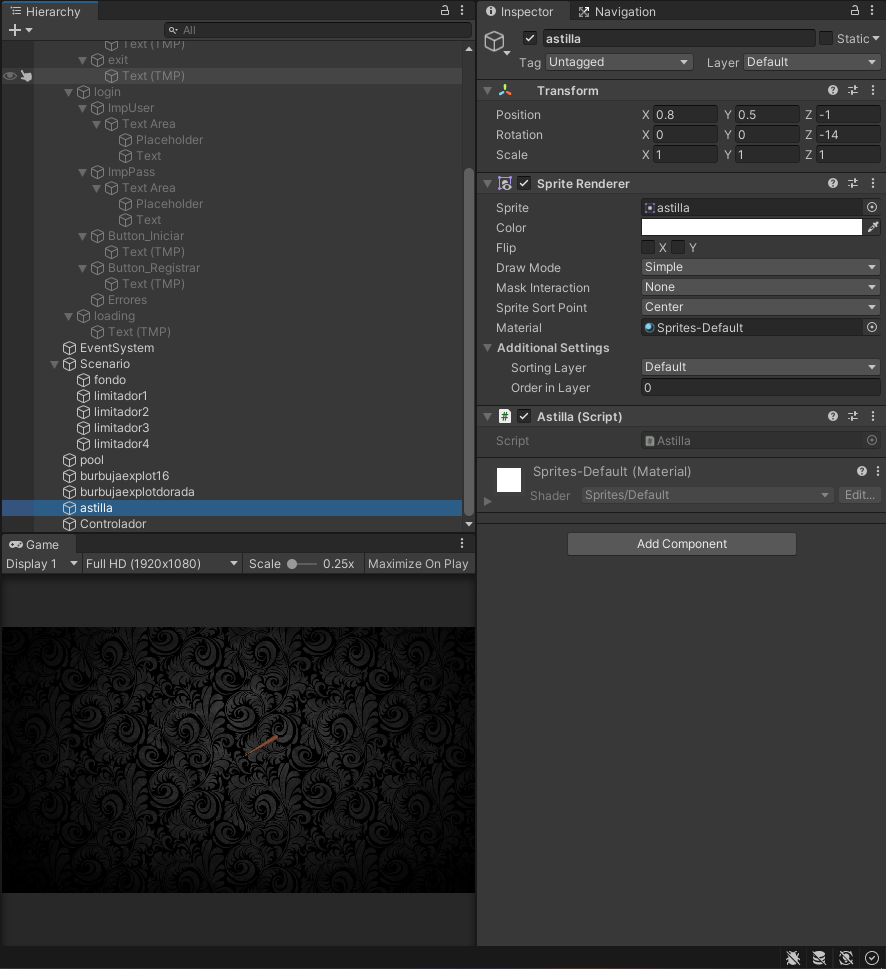 Hierarchy
All
Text (TMP)
exit
Text (TMP)
login
ImpUser
Text Area
Placeholder
Text
ImpPass
Text Area
Placeholder
Text
Button_Iniciar
Text (TMP)
Button_Registrar
Text (TMP)
Errores
loading
Text (TMP)
EventSystem
Scenario
fondo
limitador1
limitador2
limitador3
limitador4
pool
burbujaexplot16
burbujaexplotdorada
astilla
Controlador
Game
Display 1 Full HD (1920x1080) Scale 0.25x Maximize On Play
Inspector Navigation
astilla Static
Tag Untagged Layer Default
Transform
Position X 0.8 Y 0.5 Z -1
Rotation X 0 Y 0 Z -14
Scale X 1 Y 1 Z 1
Sprite Renderer
Sprite astilla
Color
Flip X Y
Draw Mode Simple
Mask Interaction None
Sprite Sort Point Center
Material Sprites-Default
Additional Settings
Sorting Layer Default
Order in Layer 0
# Astilla (Script)
Script Astilla
Sprites-Default (Material)
Shader Sprites/Default Edit...
Add Component